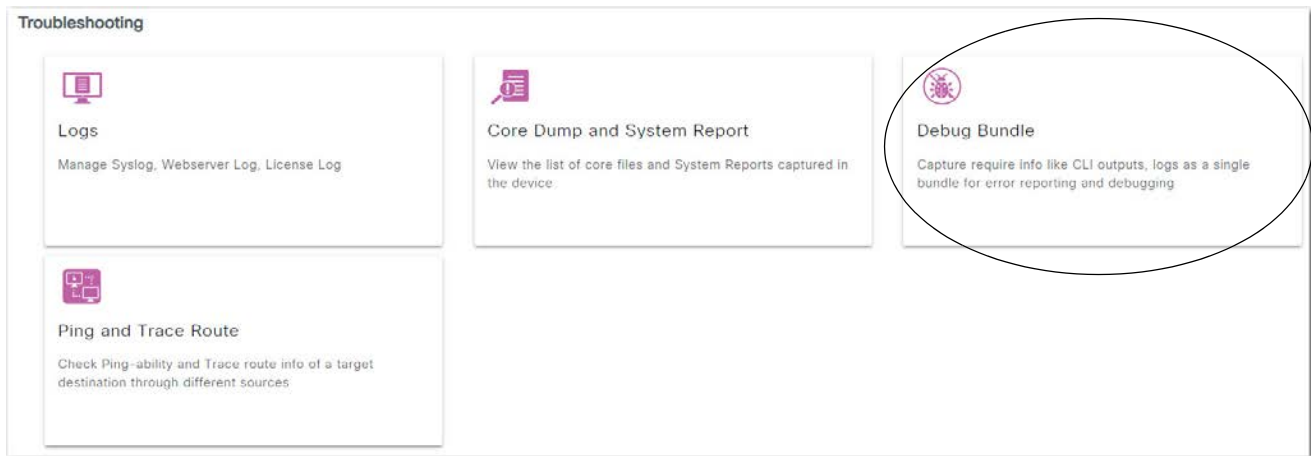 Troubleshooting
Logs
Manage Syslog, Webserver Log, License Log
Core Dump and System Report
View the list of core files and System Reports captured in
the device
Debug Bundle
Capture require info like CLI outputs, logs as a single
bundle for error reporting and debugging
Ping and Trace Route
Check Ping-ability and Trace route info of a target
destination through different sources